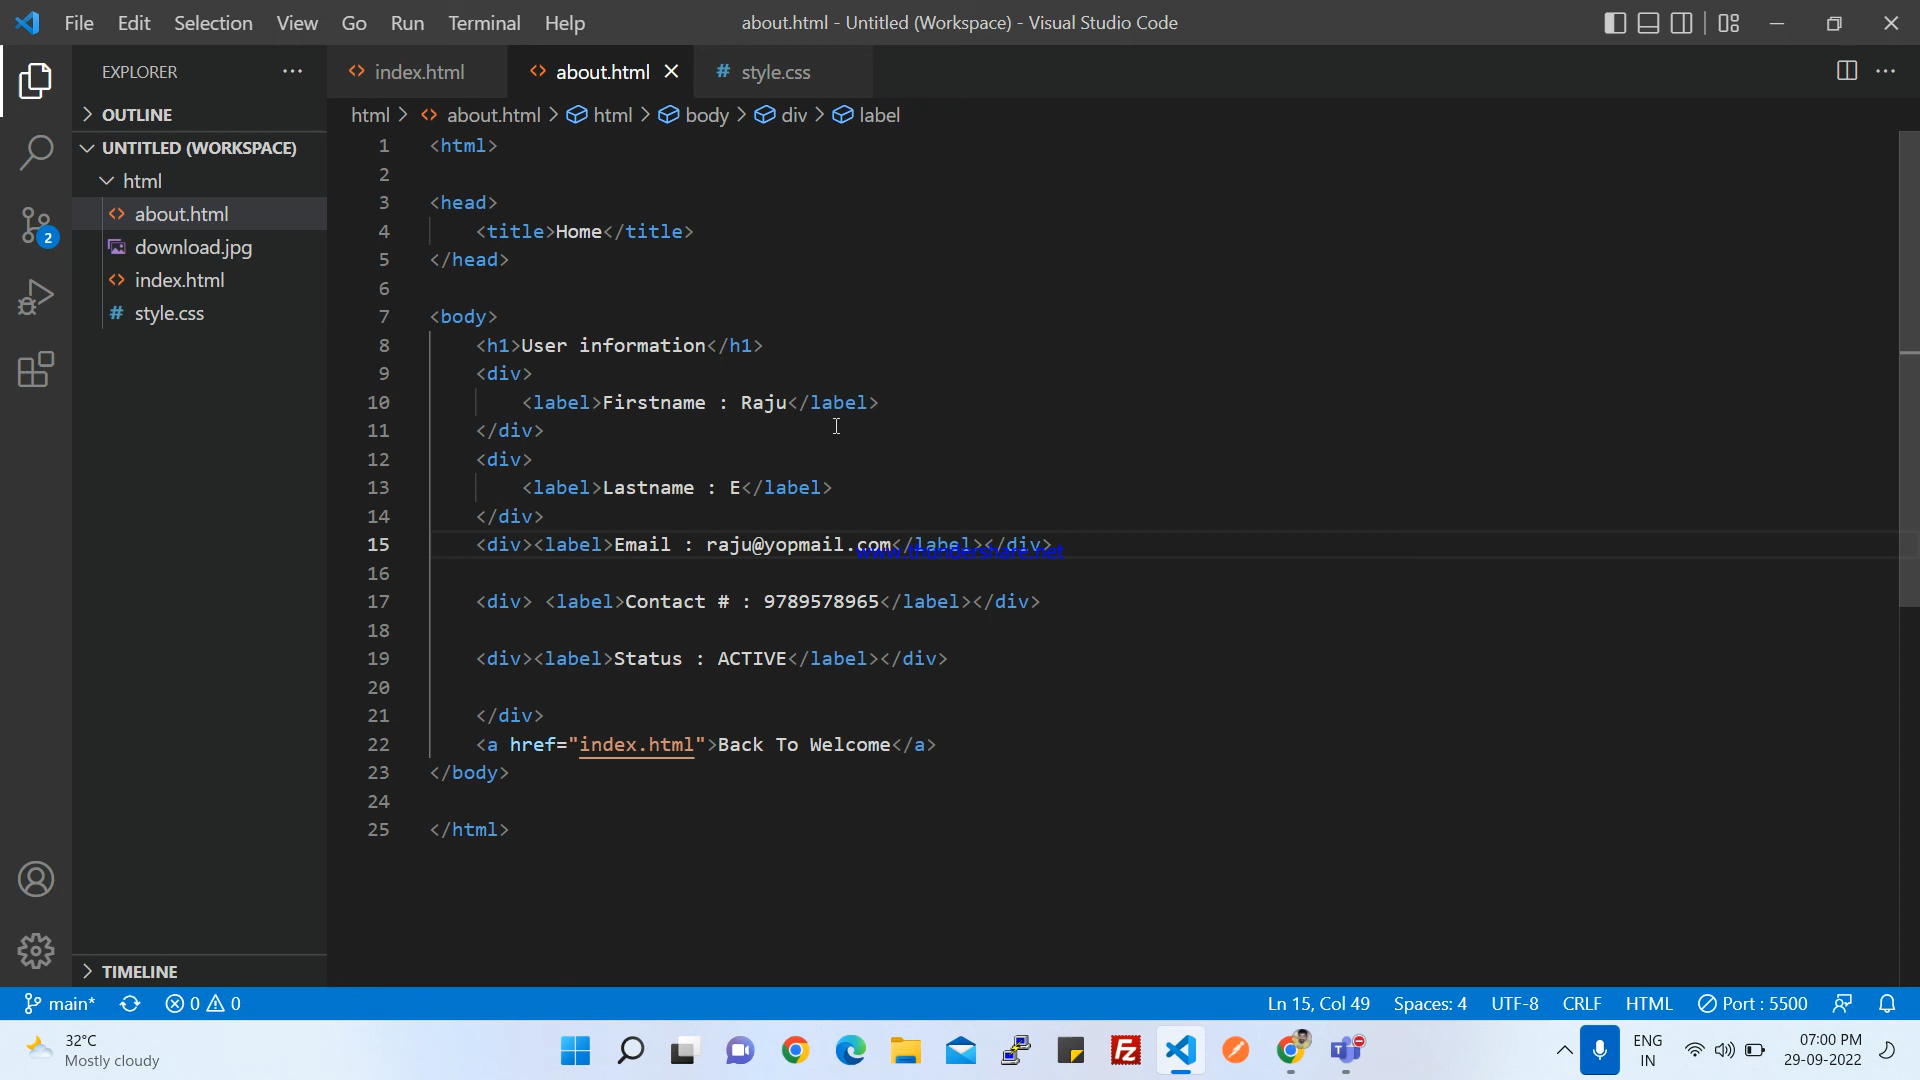 File Edit Selection View Go Run Terminal Help
about.html - Untitled (Workspace) - Visual Studio Code
EXPLORER
index.html
about.html
# style.css
OUTLINE
html > about.html > html > body > div > label
UNTITLED (WORKSPACE)
html
about.html
download.jpg
index.html
# style.css
2
1 <html>
2
3 <head>
4 <title>Home</title>
5 </head>
6
7 <body>
8 <h1>User information</h1>
9 <div>
10 <label>Firstname : Raju</label>
11 </div>
12 <div>
13 <label>Lastname : E</label>
14 </div>
15 <div><label>Email : raju@yopmail.com</label></div>
www.thundershare.net
16
17 <div> <label>Contact # : 9789578965</label></div>
18
19 <div><label>Status : ACTIVE</label></div>
20
21 </div>
22 <a href="index.html">Back To Welcome</a>
23 </body>
24
25 </html>
TIMELINE
main* 0 0
Ln 15, Col 49 Spaces: 4 UTF-8 CRLF HTML Port : 5500
32°C
Mostly cloudy
Fz
ENG
IN
07:00 PM
29-09-2022